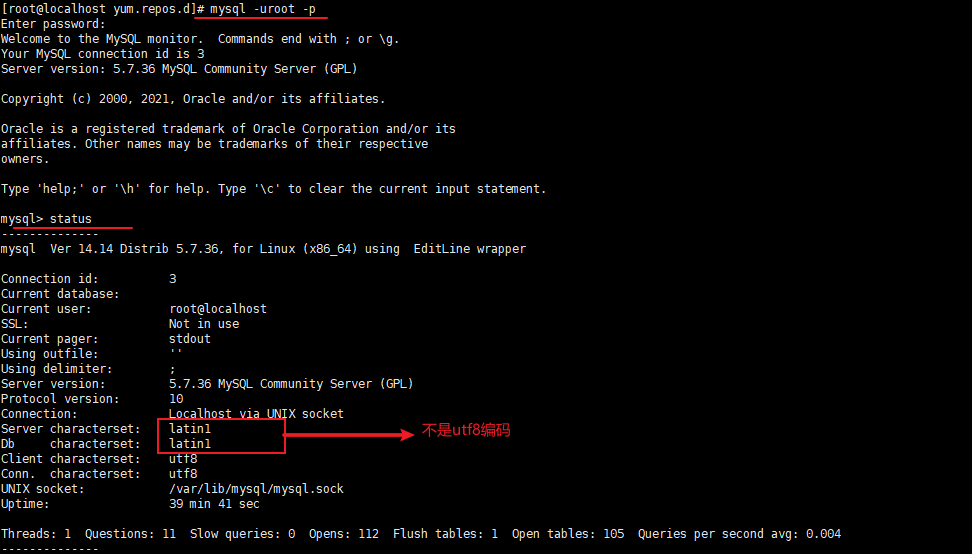 [root@localhost yum.repos.d]# mysql -uroot -p
Enter password:
Welcome to the MySQL monitor.  Commands end with ; or \g.
Your MySQL connection id is 3
Server version: 5.7.36 MySQL Community Server (GPL)
Copyright (c) 2000, 2021, Oracle and/or its affiliates.
Oracle is a registered trademark of Oracle Corporation and/or its
affiliates. Other names may be trademarks of their respective
owners.
Type 'help;' or '\h' for help. Type '\c' to clear the current input statement.
mysql> status
--------------
mysql  Ver 14.14 Distrib 5.7.36, for Linux (x86_64) using  EditLine wrapper
Connection id:          3
Current database:
Current user:           root@localhost
SSL:                    Not in use
Current pager:          stdout
Using outfile:          ''
Using delimiter:        ;
Server version:         5.7.36 MySQL Community Server (GPL)
Protocol version:       10
Connection:             Localhost via UNIX socket
Server characterset:    latin1 不是utf8编码
Db     characterset:    latin1
Client characterset:    utf8
Conn.  characterset:    utf8
UNIX socket:            /var/lib/mysql/mysql.sock
Uptime:                 39 min 41 sec
Threads: 1  Questions: 11  Slow queries: 0  Opens: 112  Flush tables: 1  Open tables: 105  Queries per second avg: 0.004
--------------